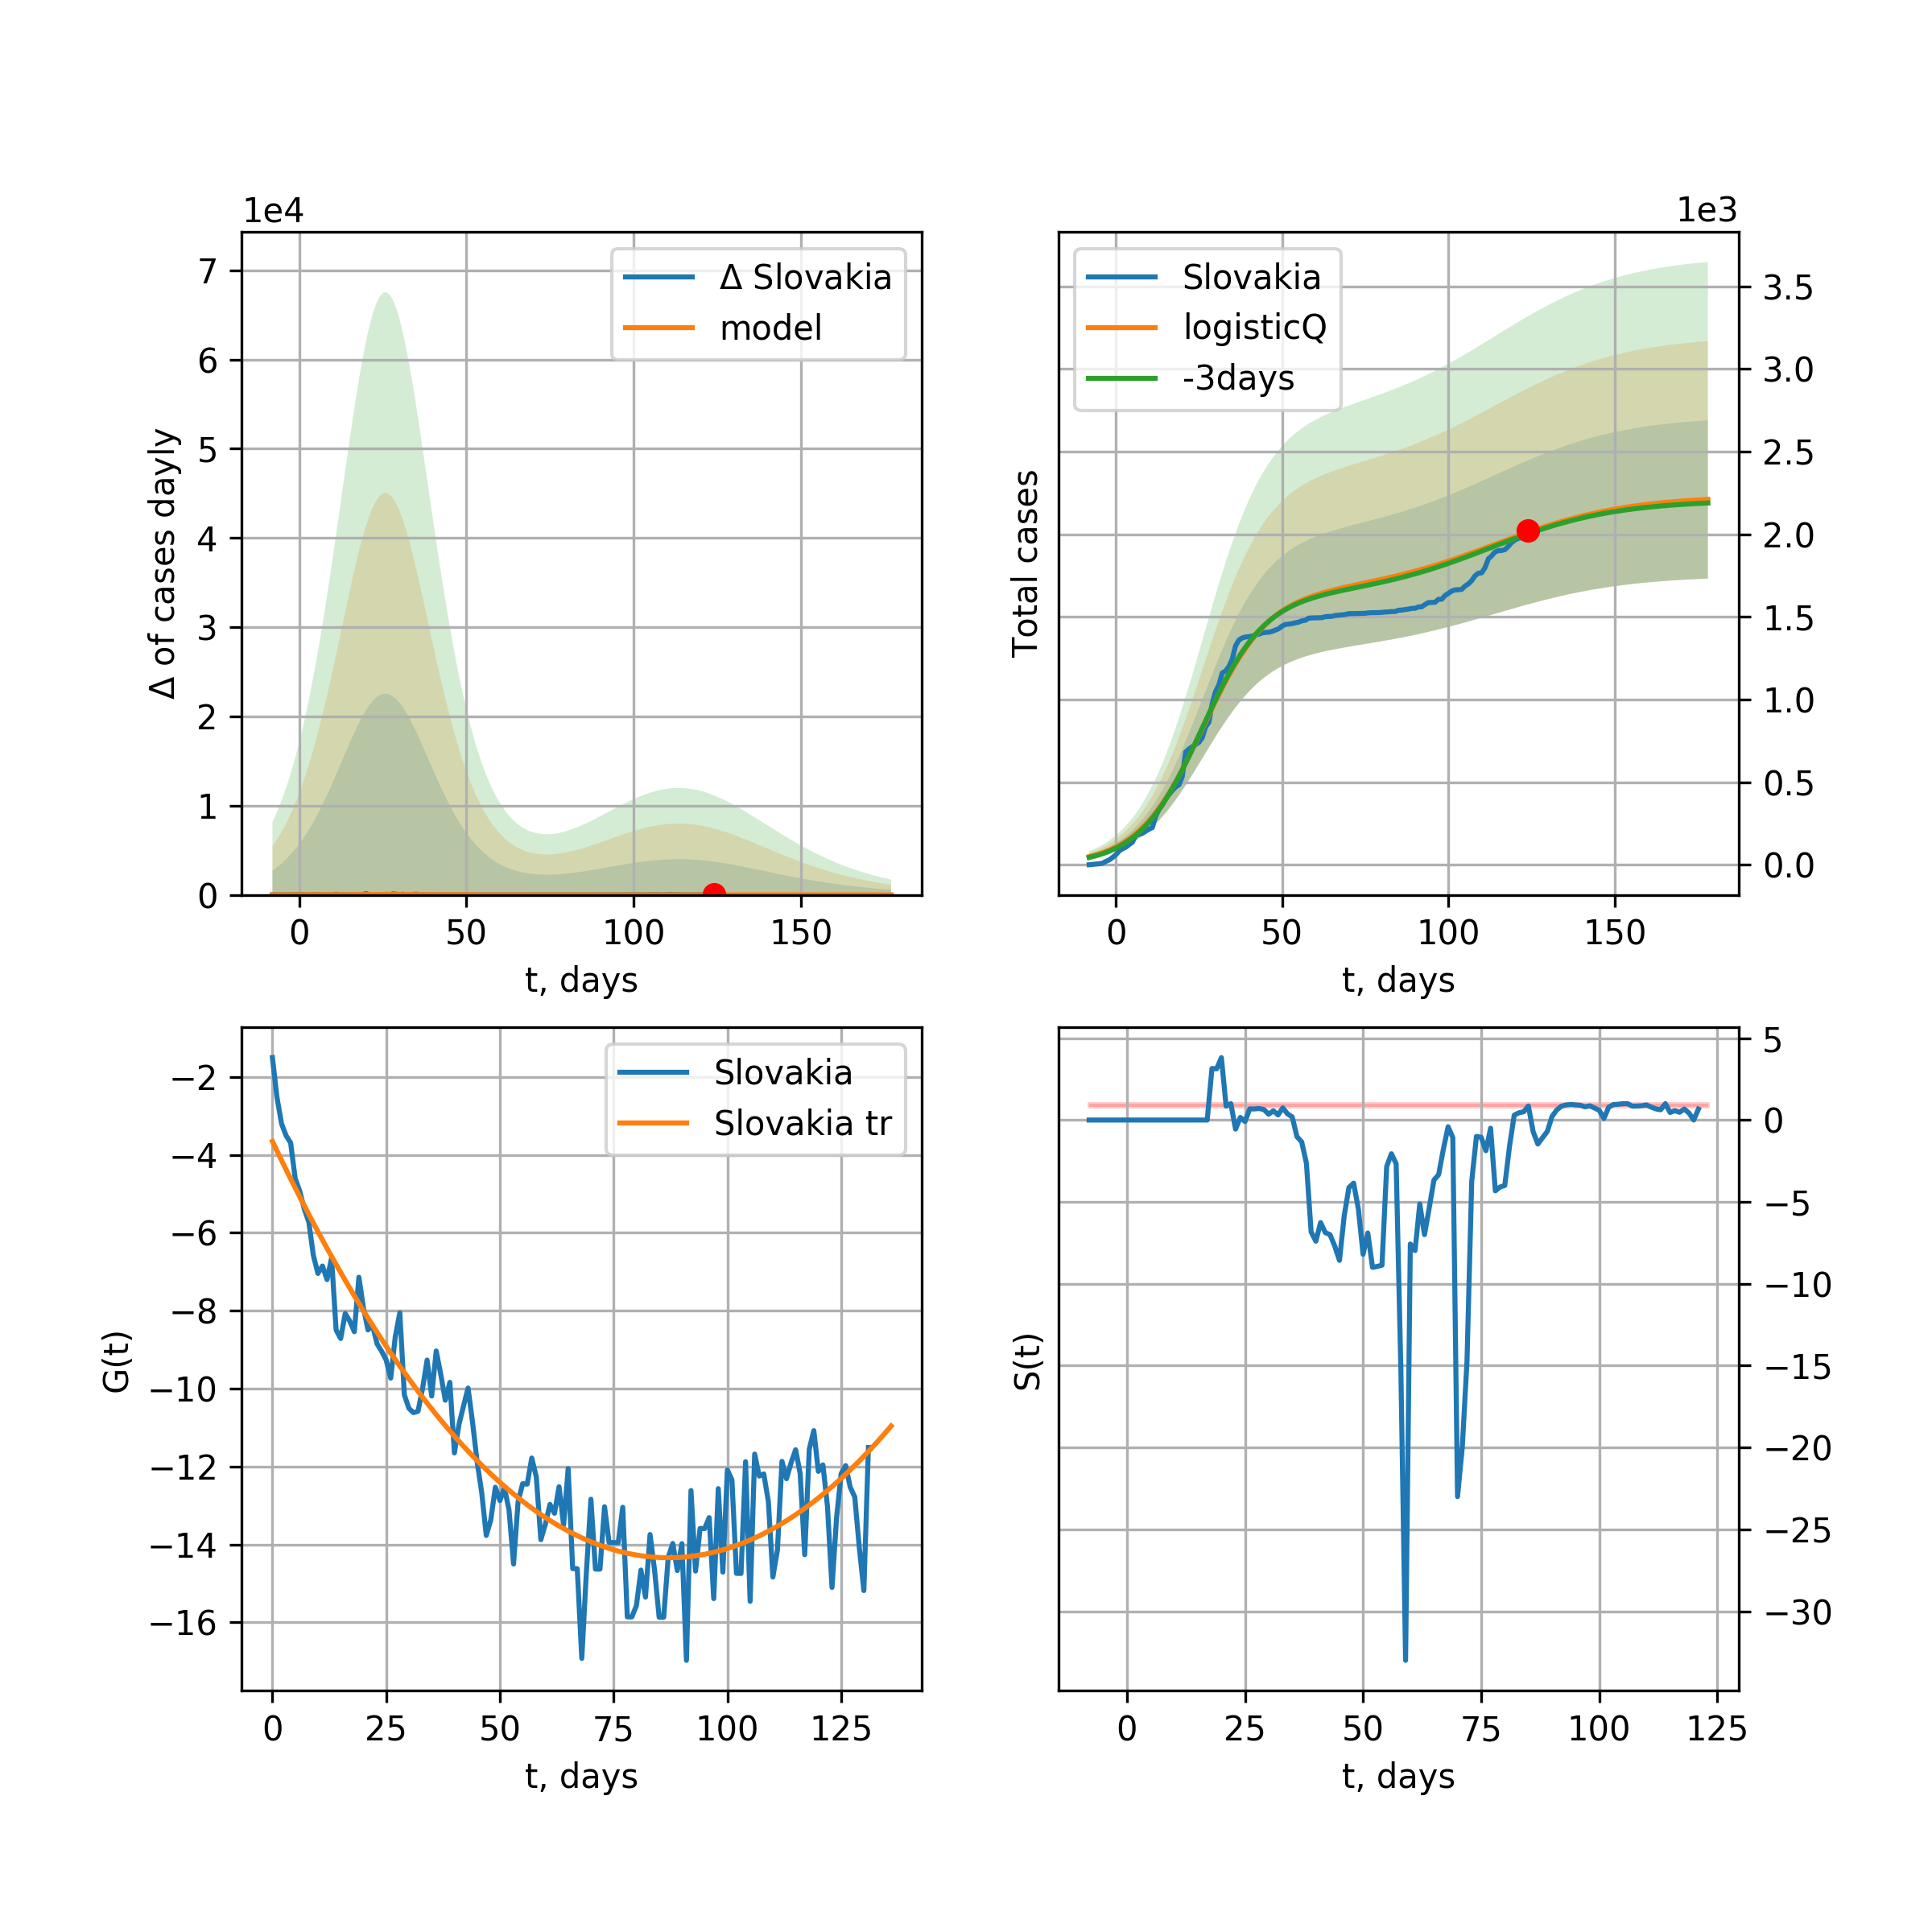 1e4
Δ of cases dayly
7
6
5
4
3
2
1
0
Δ Slovakia
model
0 50 100 150
t, days
1e3
Total cases
Slovakia
logisticQ
-3days
3.5
3.0
2.5
2.0
1.5
1.0
0.5
0.0
0 50 100 150
t, days
G(t)
−2
−4
−6
−8
−10
−12
−14
−16
Slovakia
Slovakia tr
0 25 50 75 100 125
t, days
S(t)
5
0
−5
−10
−15
−20
−25
−30
0 25 50 75 100 125
t, days